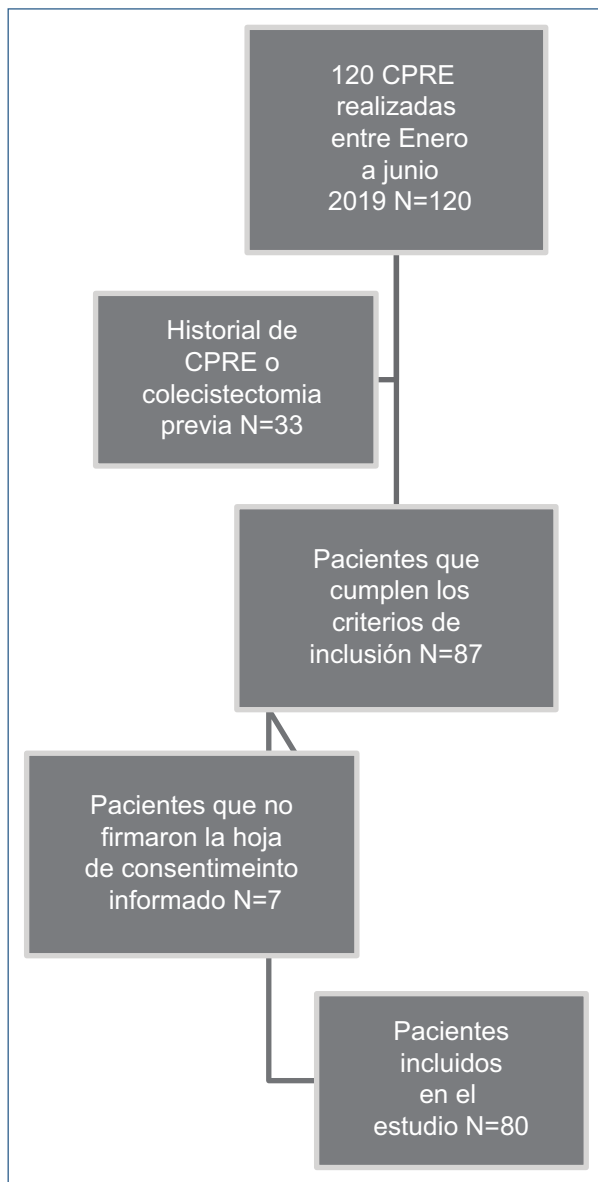 120 CPRE
realizadas
entre Enero
a junio
2019 N=120
Historial de
CPRE o
colecistectomia
previa N=33
Pacientes que
cumplen los
criterios de
inclusión N=87
Pacientes que no
firmaron la hoja
de consentimeinto
informado N=7
Pacientes
incluidos
en el
estudio N=80